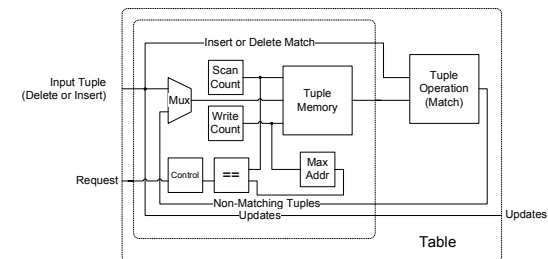 Insert or Delete Match
Input Tuple
(Delete or Insert)
Mux
Scan
Count
Write
Count
Tuple
Memory
Tuple
Operation
(Match)
Request
Control
==
Max
Addr
Non-Matching Tuples
Updates
Updates
Table